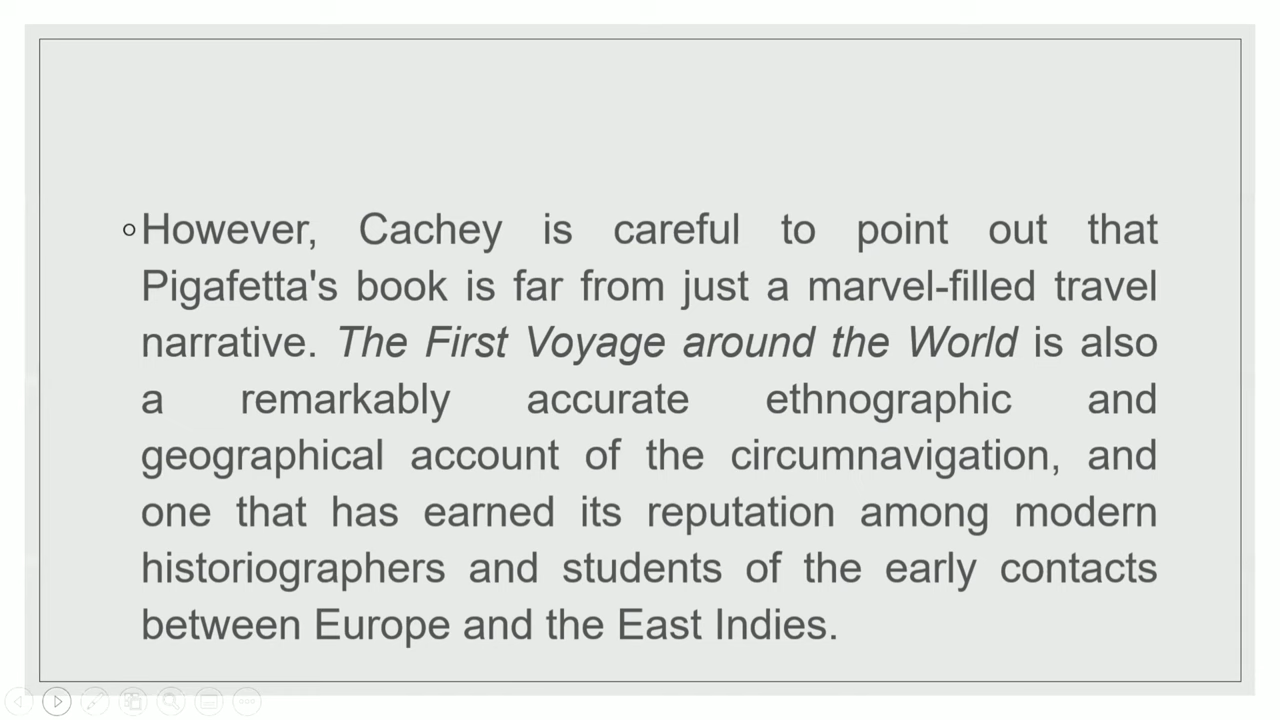 However, Cachey is careful to point out that
Pigafetta's book is far from just a marvel-filled travel
narrative. The First Voyage around the World is also
a remarkably accurate ethnographic and
geographical account of the circumnavigation, and
one that has earned its reputation among modern
historiographers and students of the early contacts
between Europe and the East Indies.